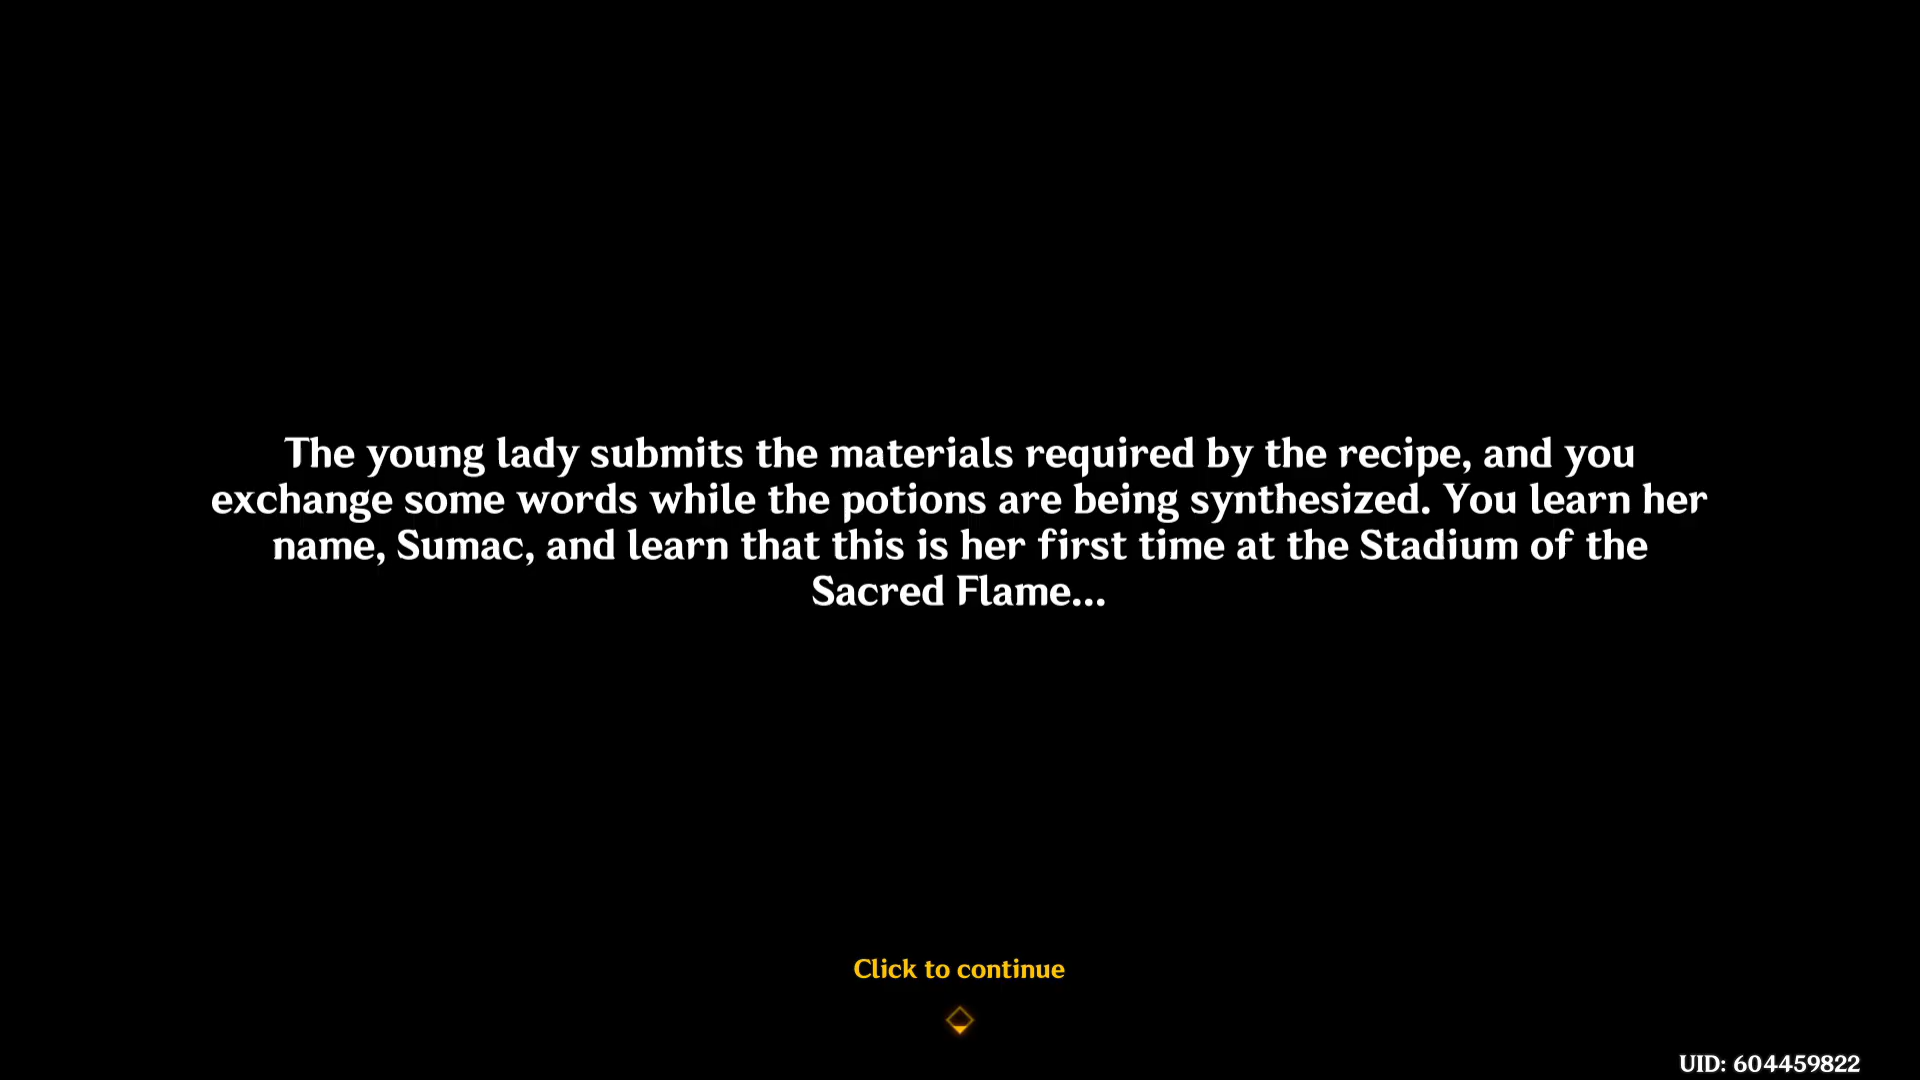 The young lady submits the materials required by the recipe, and you
exchange some words while the potions are being synthesized. You learn her
name, Sumac, and learn that this is her first time at the Stadium of the
Sacred Flame...
Click to continue
UID: 604459822